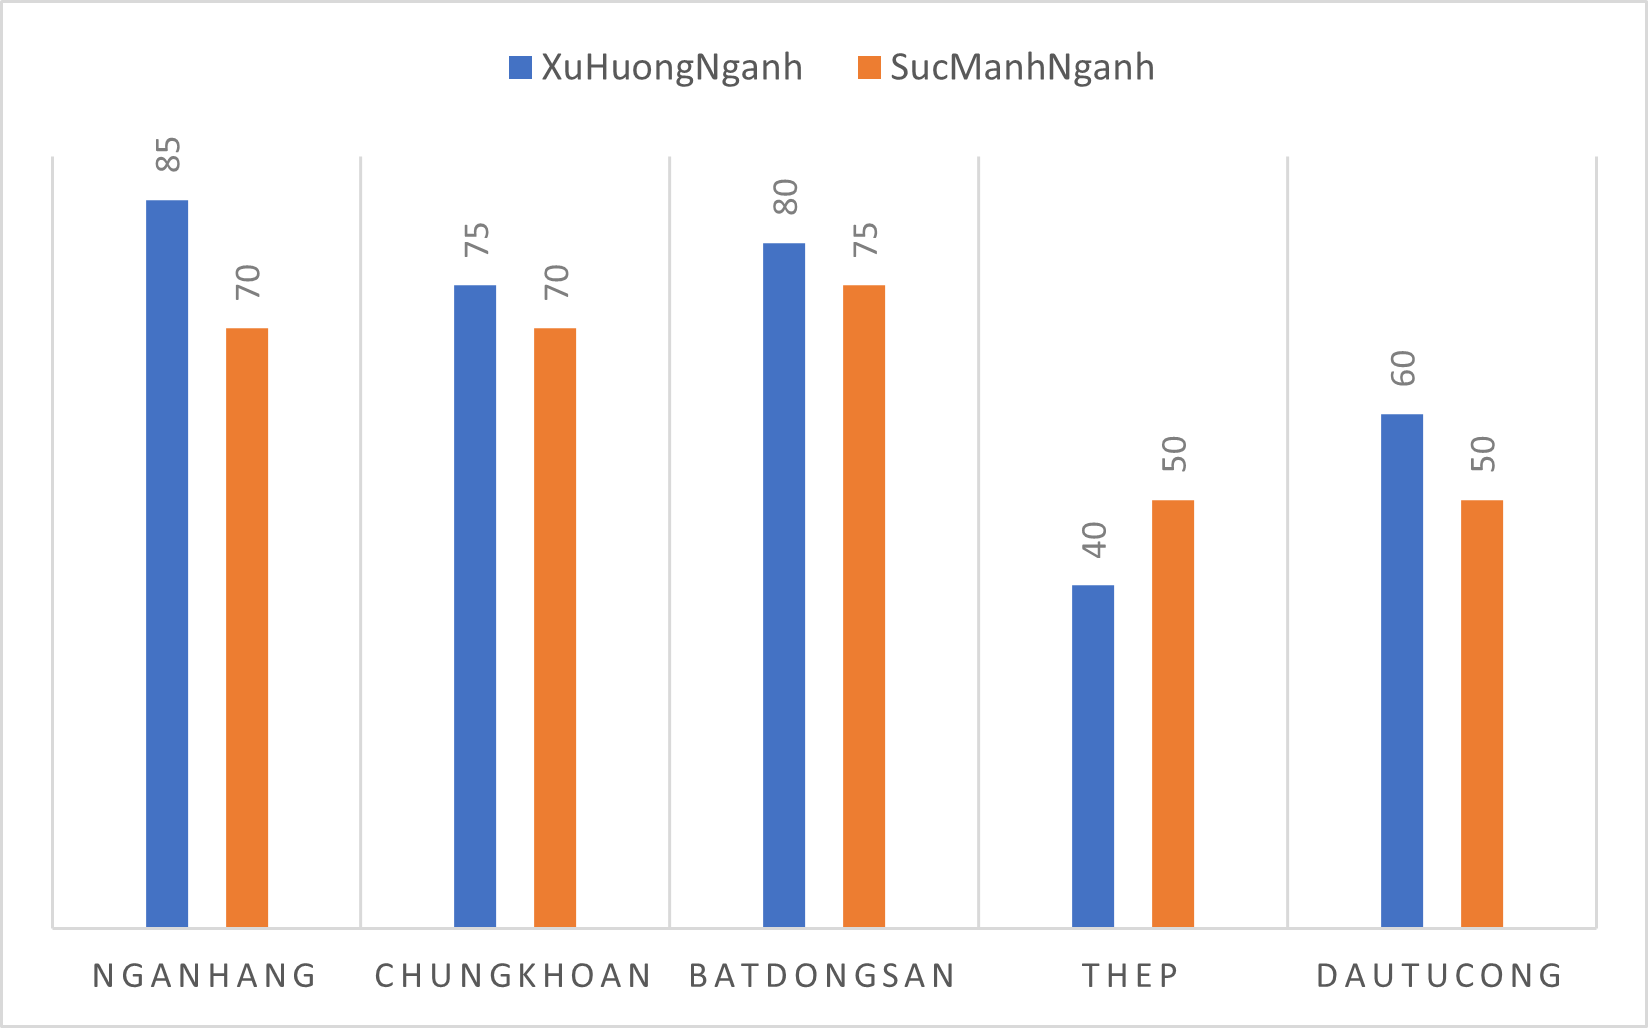 XuHuongNganh SucManhNganh
85 70 75 70 80 75 40 50 60 50
NGANHANG CHUNGKHOAN BATDONGSAN THEP DAUTUCONG